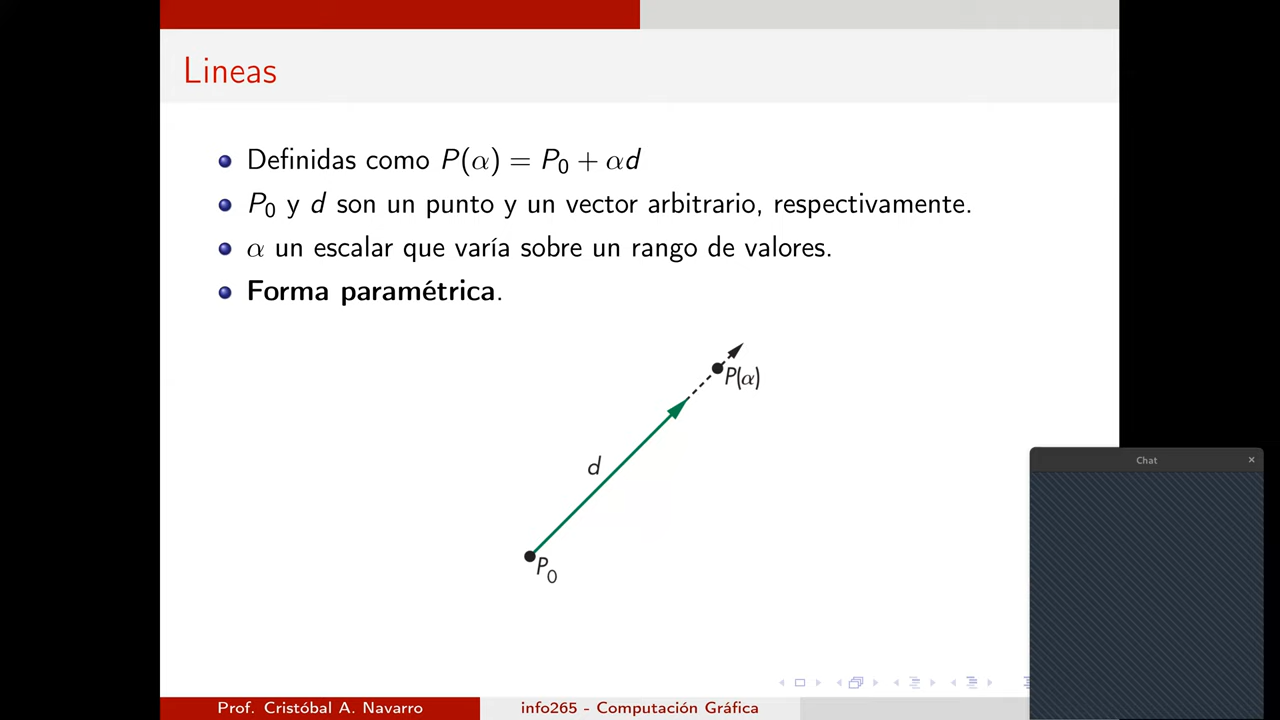 Lineas
Definidas como P(α) = P₀ + αd
P₀ y d son un punto y un vector arbitrario, respectivamente.
α un escalar que varía sobre un rango de valores.
Forma paramétrica.
P(α)
d
P₀
Chat
Prof. Cristóbal A. Navarro
info265 - Computación Gráfica